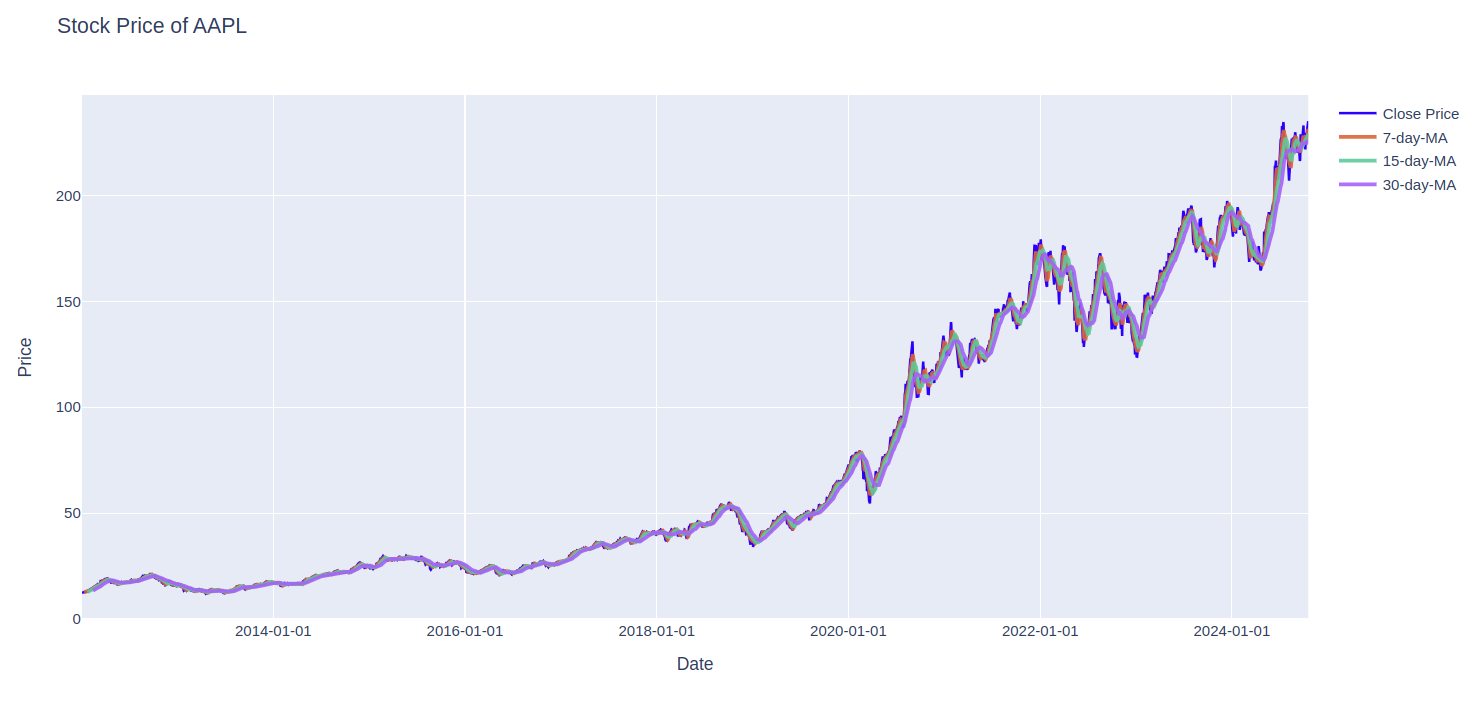 Stock Price of AAPL
Close Price
7-day-MA
15-day-MA
30-day-MA
Price
200
150
100
50
0
2014-01-01
2016-01-01
2018-01-01
2020-01-01
2022-01-01
2024-01-01
Date